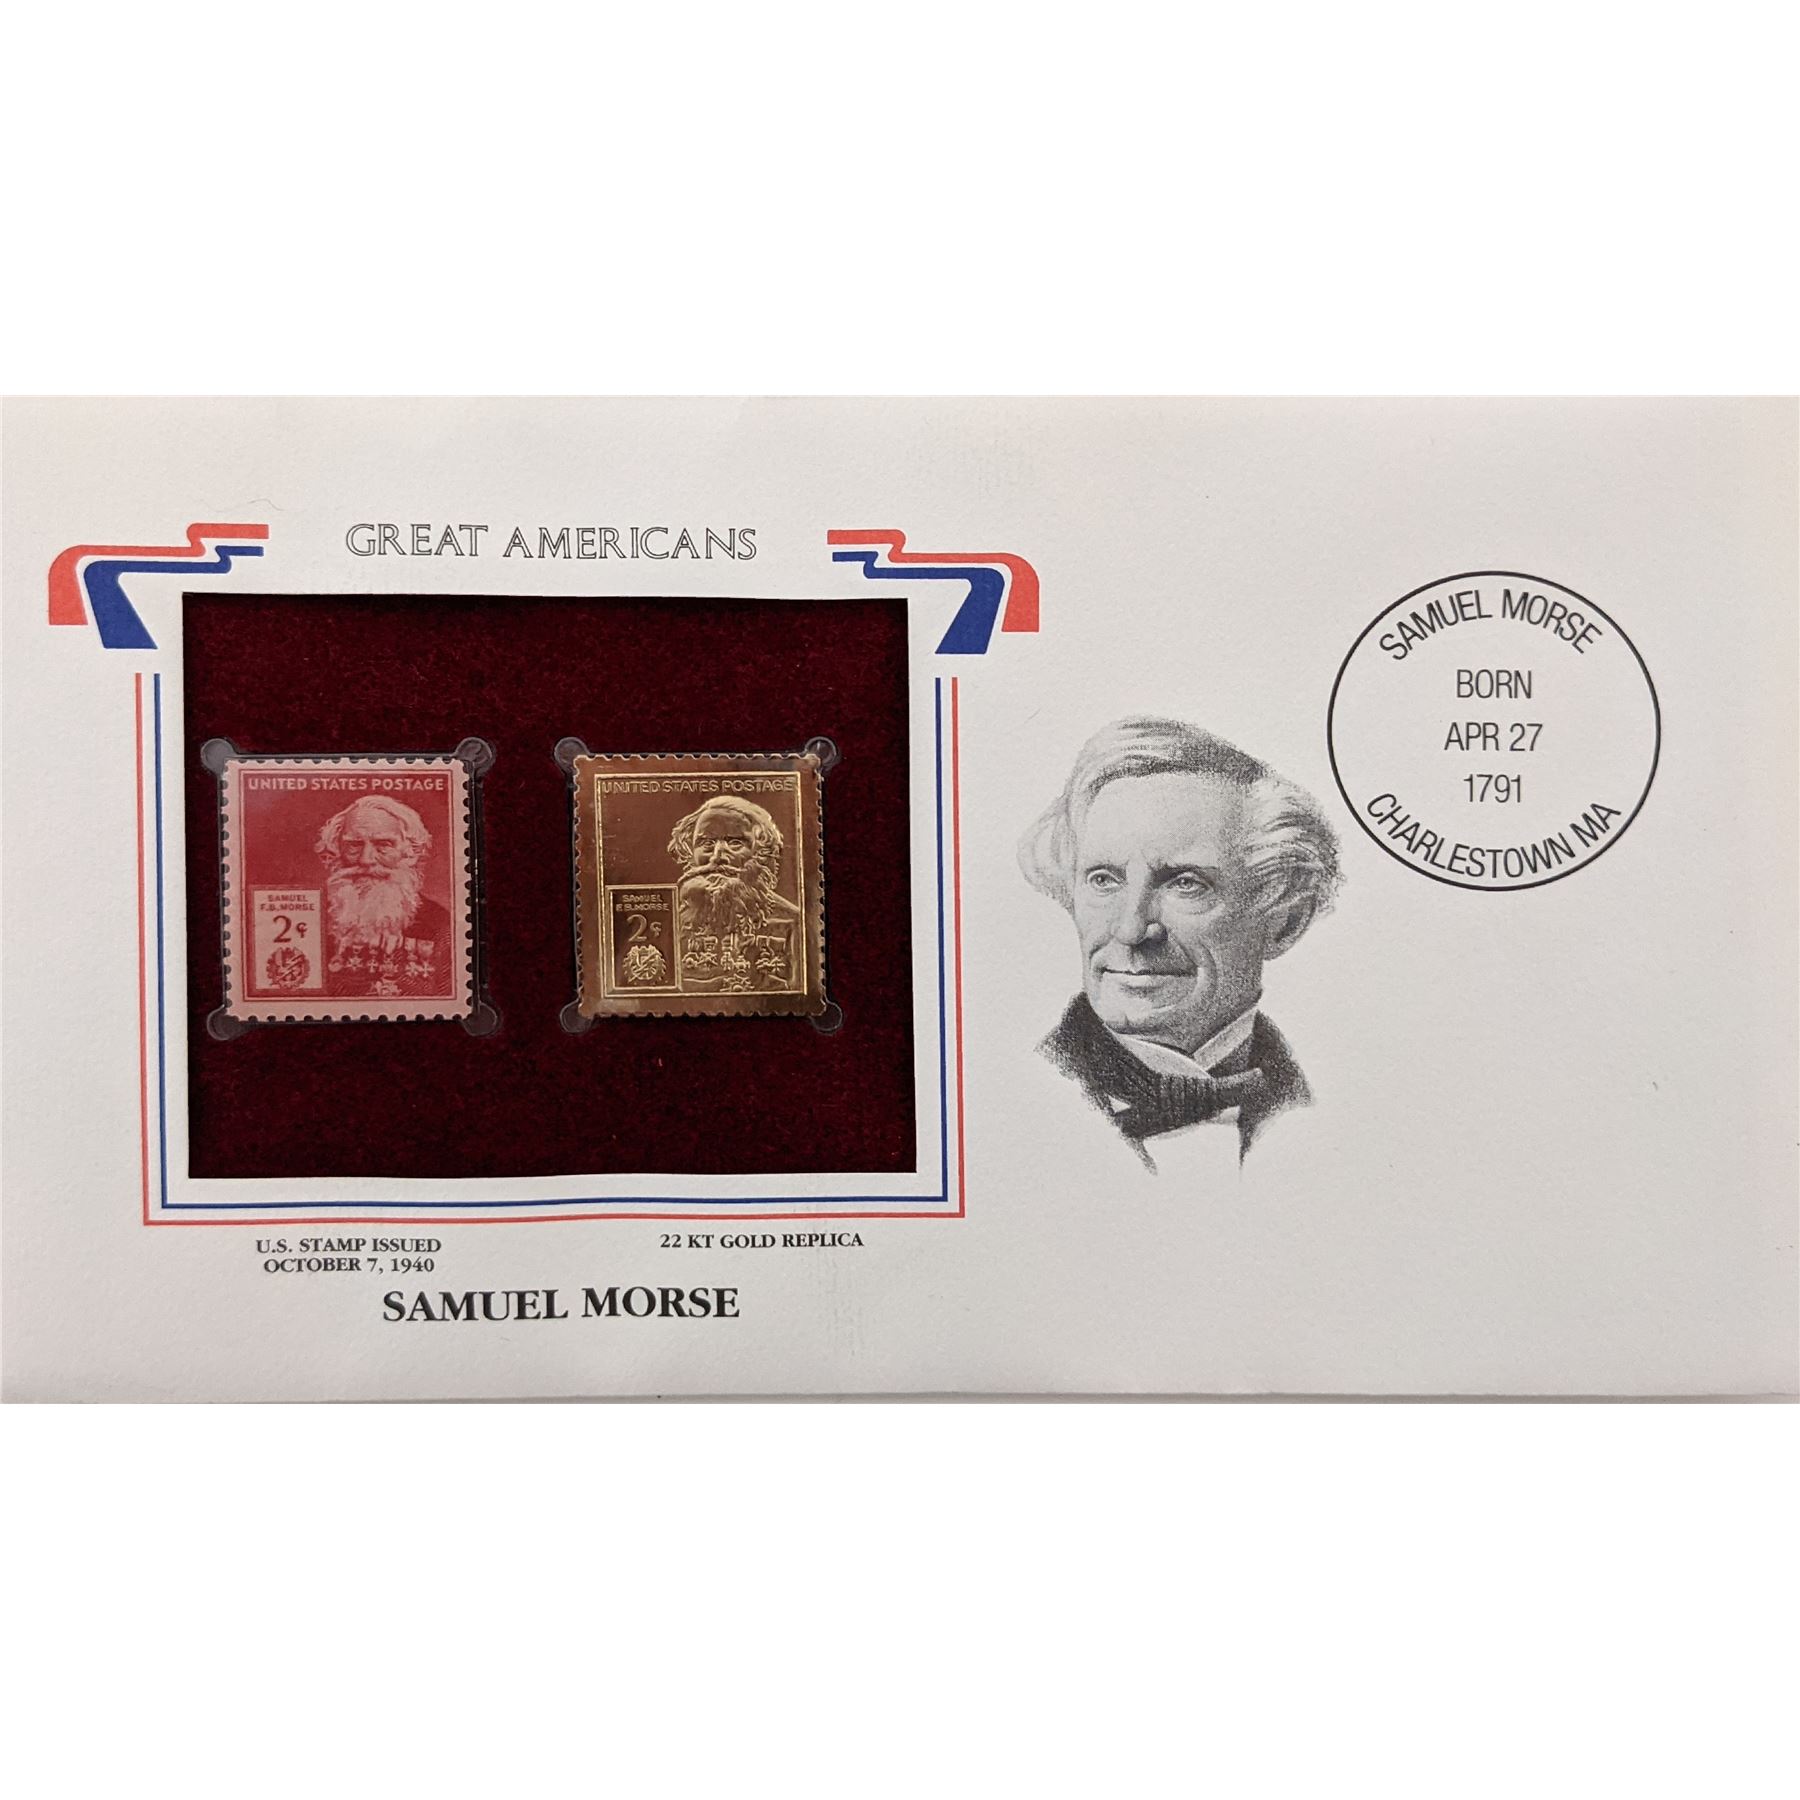 GREAT AMERICANS
UNITED STATES POSTAGE
SAMUEL
F.B.MORSE
2¢
UNITED STATES POSTAGE
SAMUEL
F.B.MORSE
2¢
U.S. STAMP ISSUED
OCTOBER 7, 1940
22 KT GOLD REPLICA
SAMUEL MORSE
SAMUEL MORSE
BORN
APR 27
1791
CHARLESTOWN MA